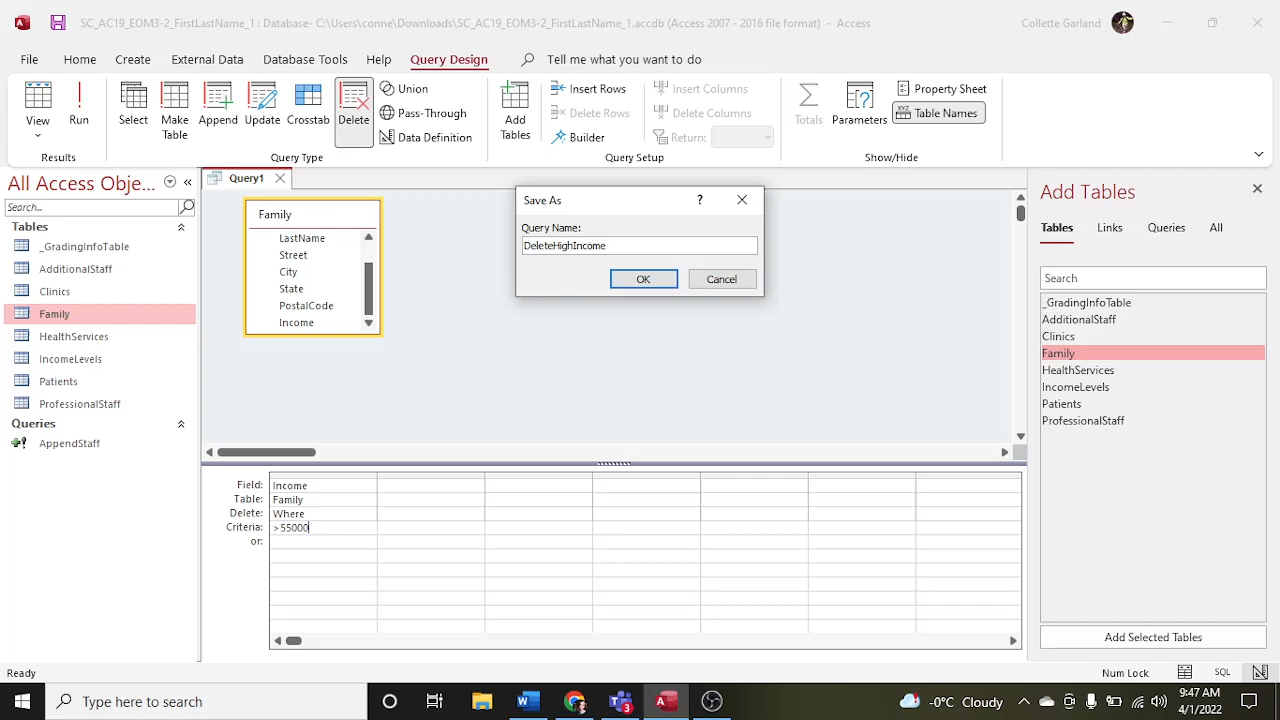 SC_AC19_EOM3-2_FirstLastName_1 : Database- C:\Users\conne\Downloads\SC_AC19_EOM3-2_FirstLastName_1.accdb (Access 2007 - 2016 file format) - Access
Collette Garland
File Home Create External Data Database Tools Help Query Design Tell me what you want to do
View
Run
Select
Make Table
Append
Update
Crosstab
Delete
Union
Pass-Through
Data Definition
Add Tables
Insert Rows
Delete Rows
Builder
Insert Columns
Delete Columns
Return:
Totals
Parameters
Property Sheet
Table Names
Results
Query Type
Query Setup
Show/Hide
All Access Obje...
Search...
Tables
_GradingInfoTable
AdditionalStaff
Clinics
Family
HealthServices
IncomeLevels
Patients
ProfessionalStaff
Queries
AppendStaff
Query1
Family
LastName
Street
City
State
PostalCode
Income
Save As
?
Query Name:
DeleteHighIncome
OK
Cancel
Field: Income
Table: Family
Delete: Where
Criteria: >55000
or:
Add Tables
Tables Links Queries All
Search
_GradingInfoTable
AdditionalStaff
Clinics
Family
HealthServices
IncomeLevels
Patients
ProfessionalStaff
Add Selected Tables
Ready
Num Lock
SQL
Type here to search
3
-0°C Cloudy
9:47 AM
4/1/2022